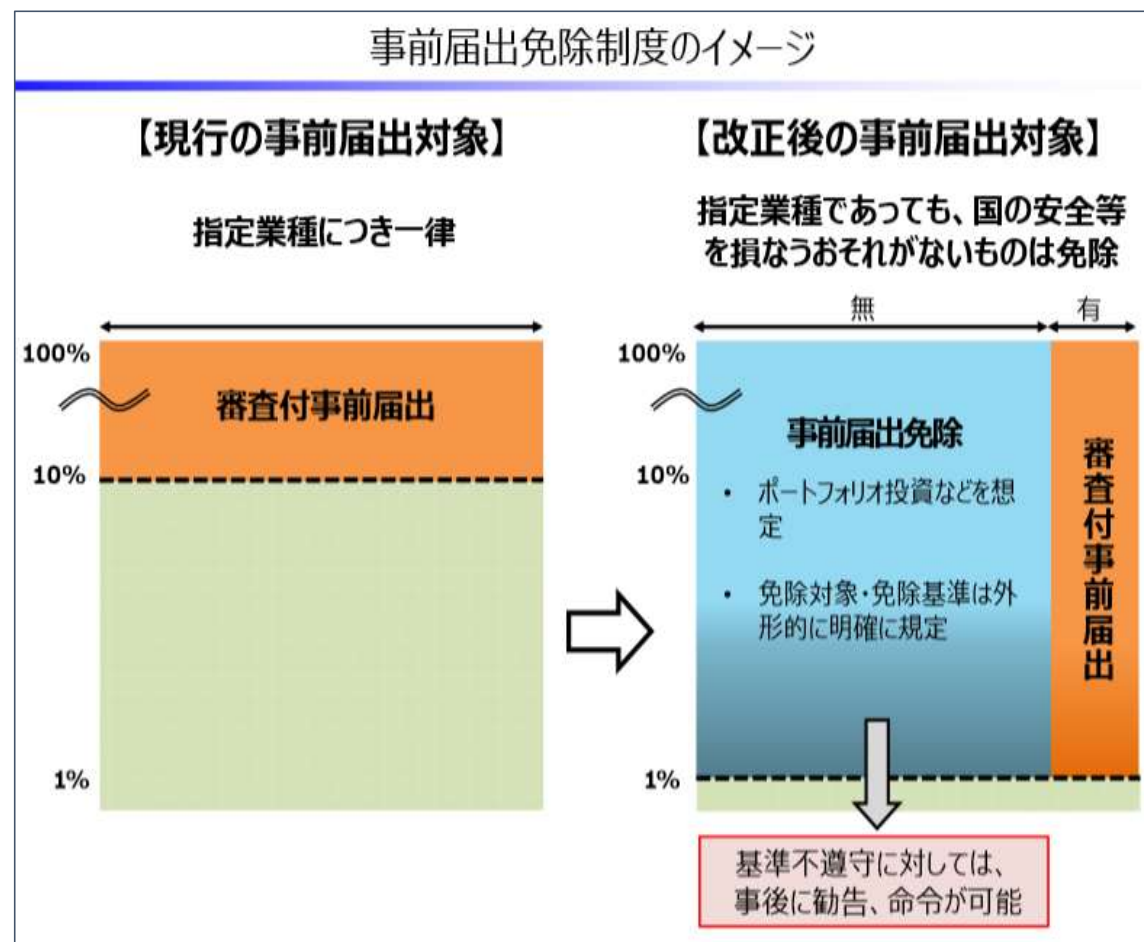 事前届出免除制度のイメージ
【現行の事前届出対象】
指定業種につき一律
100%
審査付事前届出
10%
1%
【改正後の事前届出対象】
指定業種であっても、国の安全等
を損なうおそれがないものは免除
無
有
100%
事前届出免除
10%
• ポートフォリオ投資などを想
定
• 免除対象・免除基準は外
形的に明確に規定
審査付事前届出
1%
基準不遵守に対しては、
事後に勧告、命令が可能